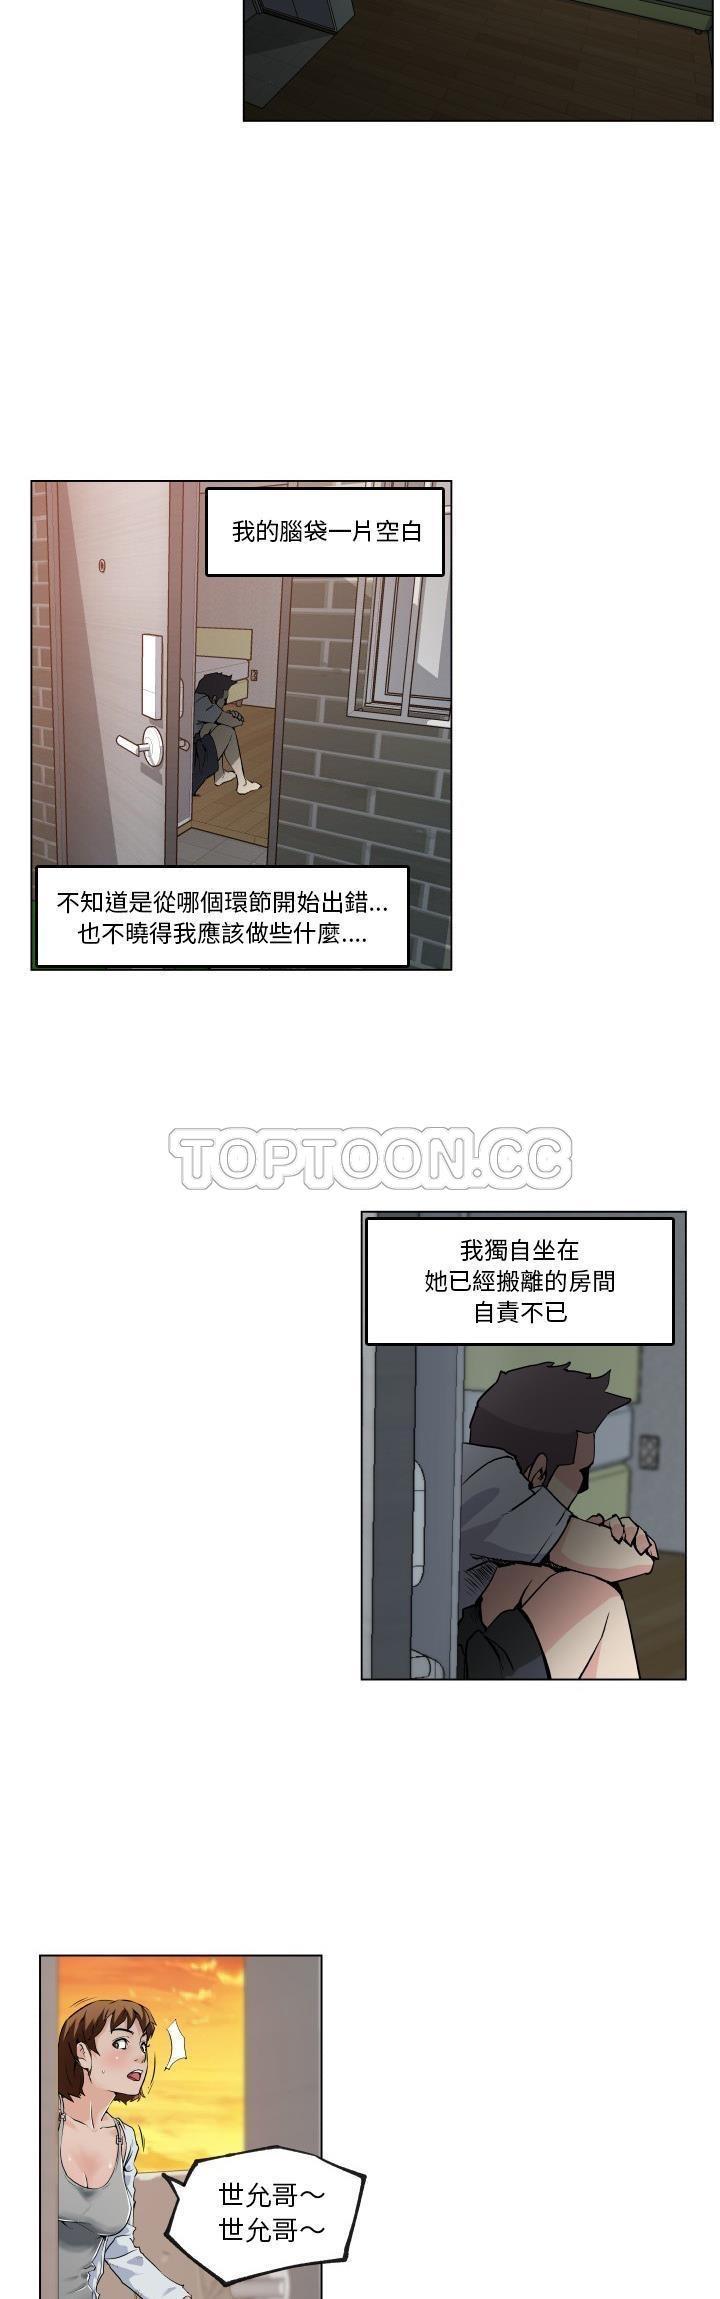 我的腦袋一片空白
不知道是從哪個環節開始出錯...
也不曉得我應該做些什麼....
TOPTOON.CC
我獨自坐在
她已經搬離的房間
自責不已
世允哥～
世允哥～